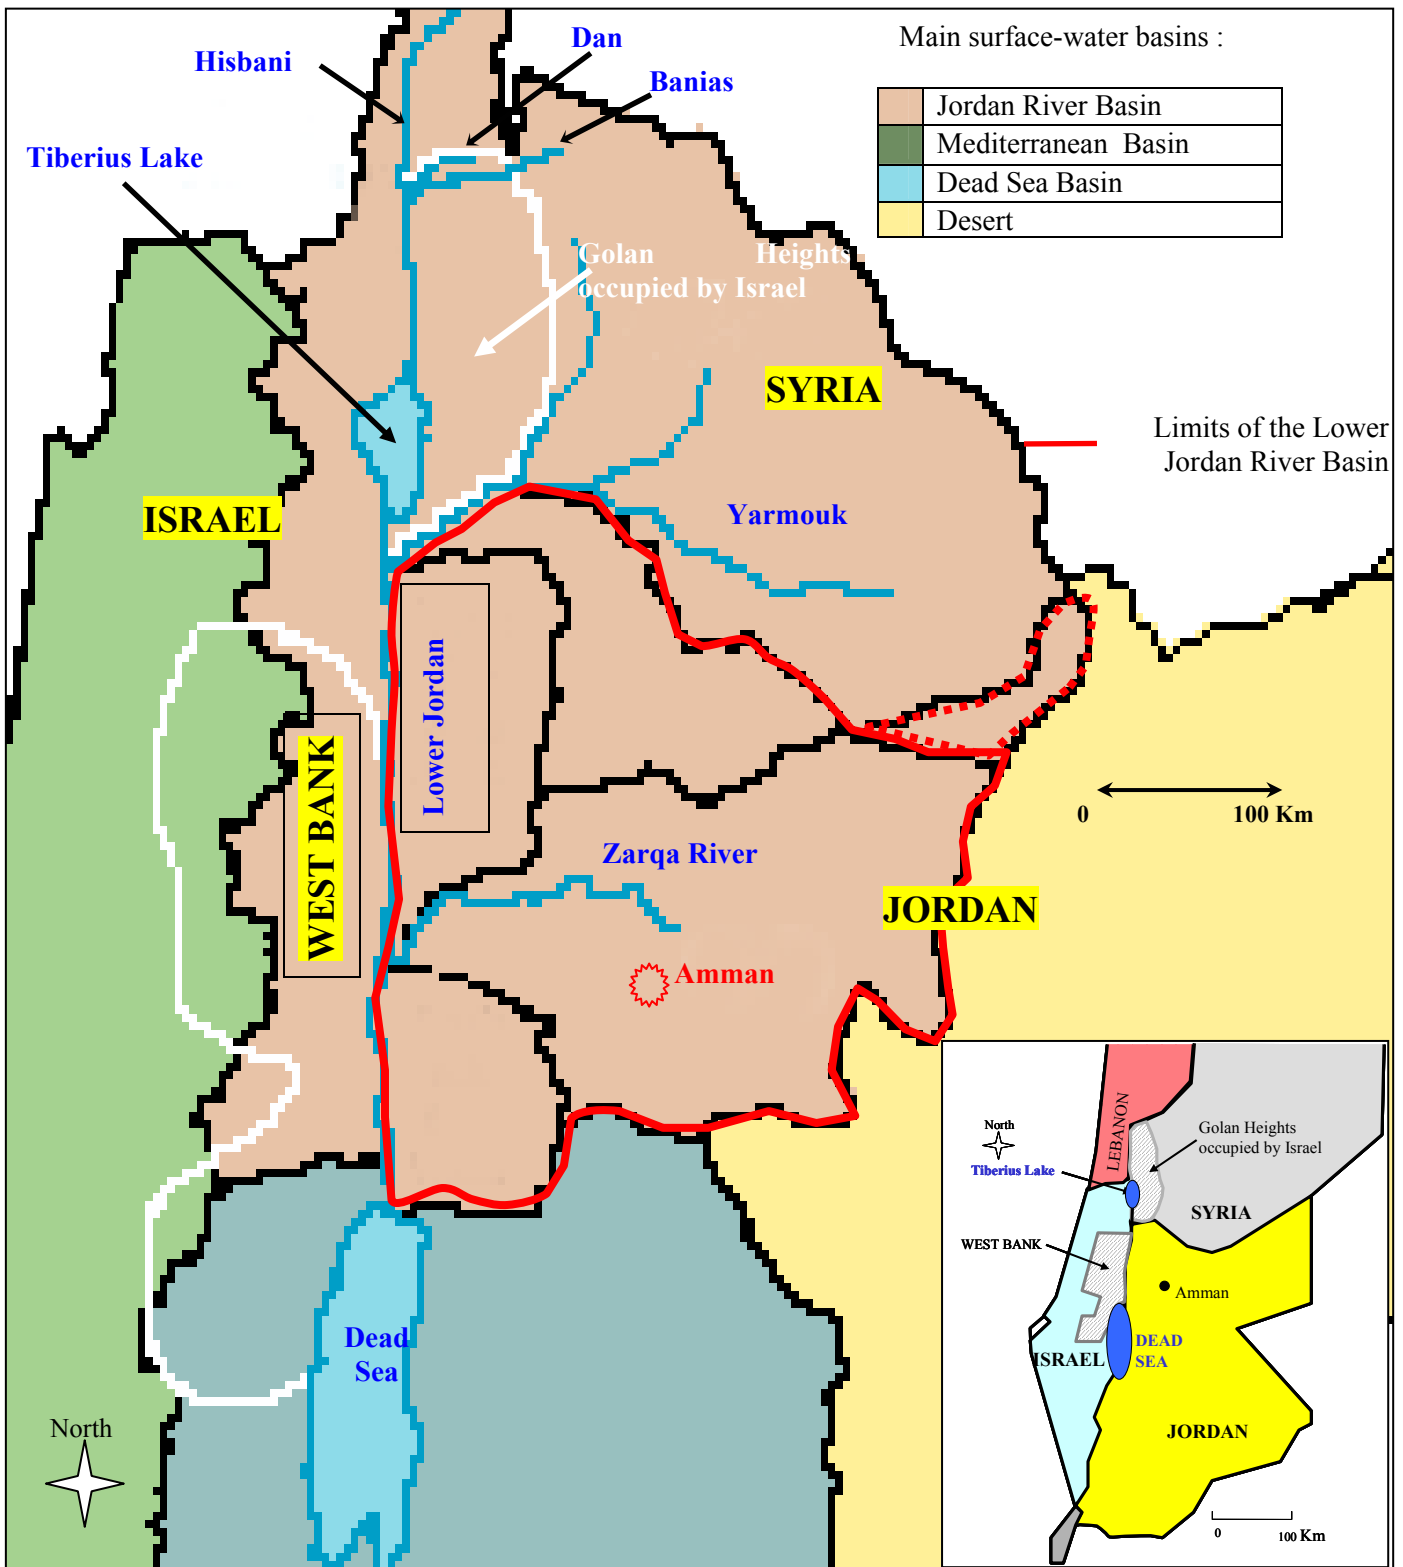 Main surface-water basins :
Jordan River Basin
Mediterranean Basin
Dead Sea Basin
Desert
Hisbani
Dan
Banias
Tiberius Lake
Golan Heights
occupied by Israel
SYRIA
Limits of the Lower
Jordan River Basin
ISRAEL
Yarmouk
Lower Jordan
WEST BANK
0 100 Km
Zarqa River
JORDAN
Amman
Dead
Sea
North
North
LEBANON
Golan Heights
occupied by Israel
Tiberius Lake
SYRIA
WEST BANK
Amman
DEAD
SEA
ISRAEL
JORDAN
0 100 Km